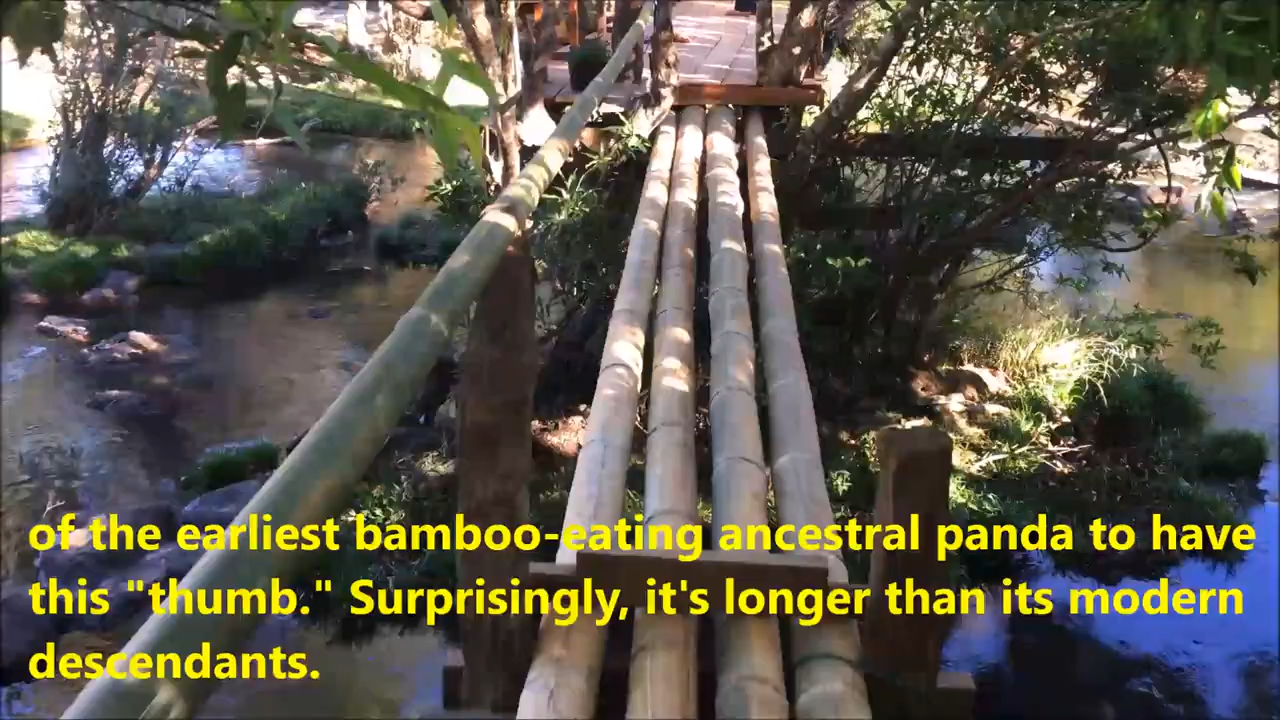 of the earliest bamboo-eating ancestral panda to have
this "thumb." Surprisingly, it's longer than its modern
descendants.